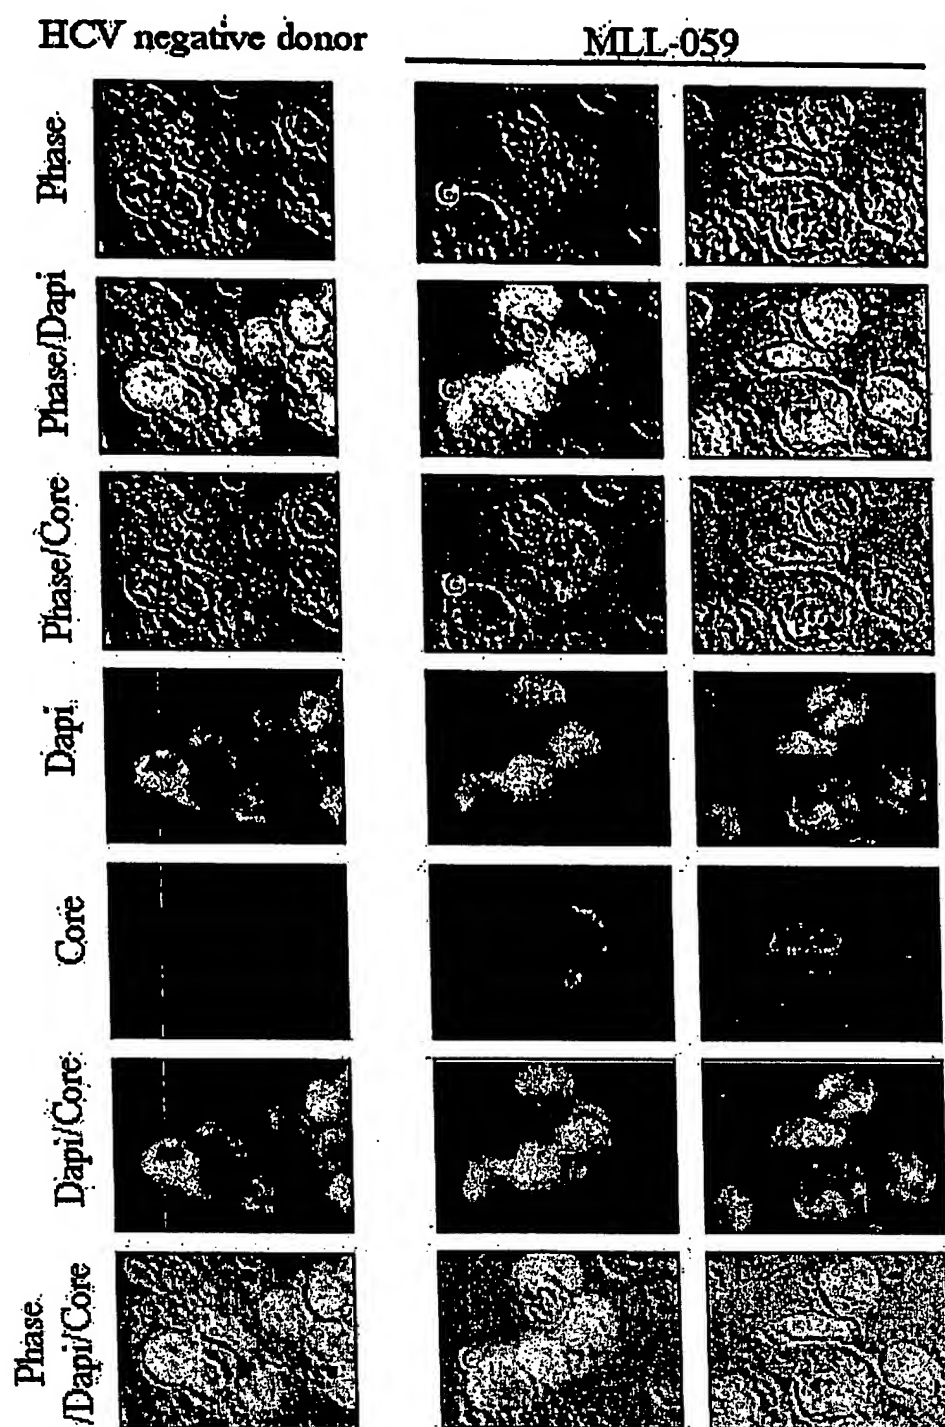 HCV negative donor
MLL-059
Phase
Phase/Dapi
Phase/Core
Dapi
Core
Dapi/Core
Phase
/Dapi/Core